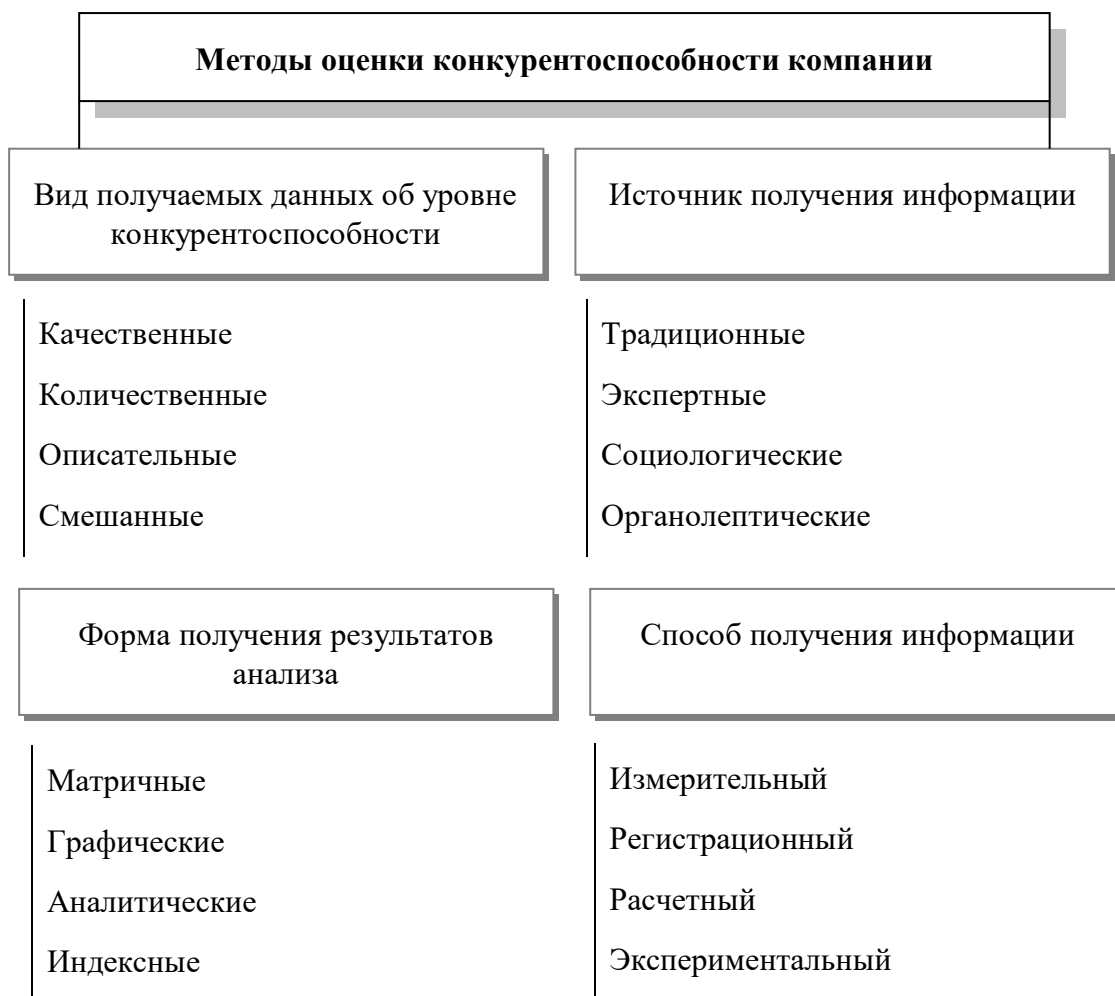 Методы оценки конкурентоспособности компании
Вид получаемых данных об уровне
конкурентоспособности
Источник получения информации
Качественные
Количественные
Описательные
Смешанные
Традиционные
Экспертные
Социологические
Органолептические
Форма получения результатов
анализа
Способ получения информации
Матричные
Графические
Аналитические
Индексные
Измерительный
Регистрационный
Расчетный
Экспериментальный